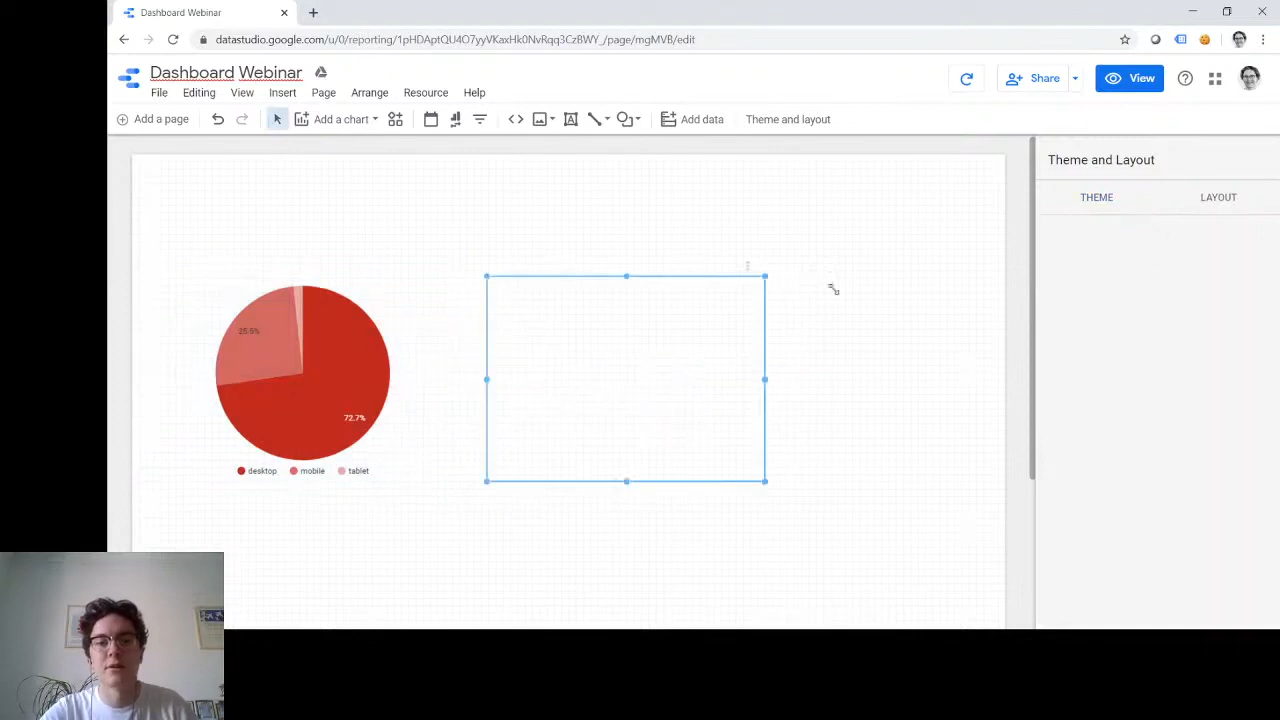 Dashboard Webinar
datastudio.google.com/u/0/reporting/1pHDAptQU4O7yyVKaxHk0NvRqq3CzBWY_/page/mgMVB/edit
Dashboard Webinar
Share
View
File Editing View Insert Page Arrange Resource Help
Add a page
Add a chart
Add data
Theme and layout
Theme and Layout
THEME LAYOUT
25.5%
72.7%
desktop mobile tablet